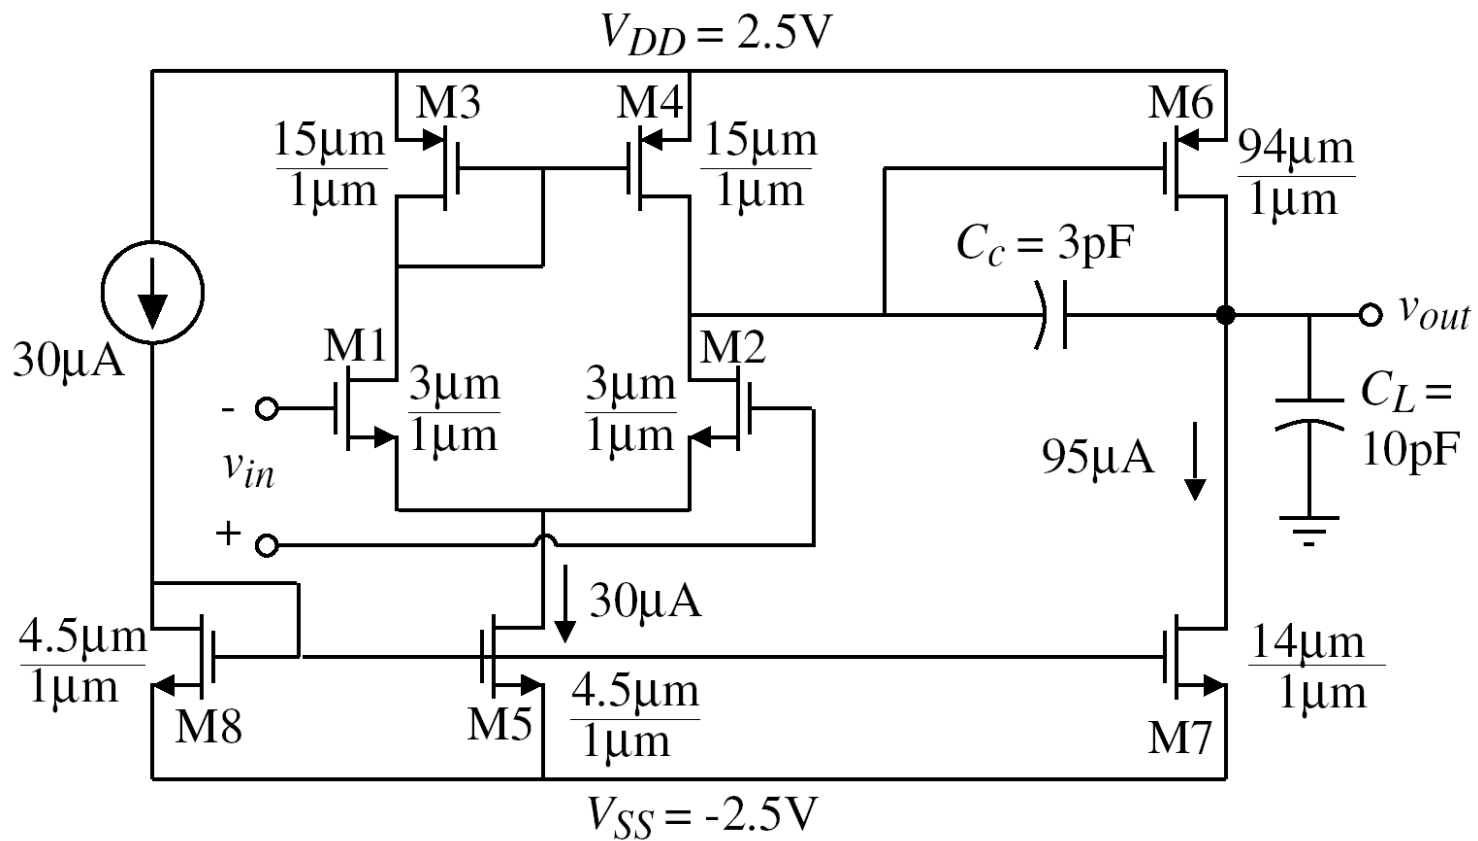 V_DD = 2.5V
M3
M4
M6
15μm
1μm
15μm
1μm
94μm
1μm
C_c = 3pF
v_out
30μA
M1
M2
3μm
1μm
3μm
1μm
C_L =
10pF
-
v_in
+
95μA
30μA
4.5μm
1μm
M8
M5
4.5μm
1μm
14μm
1μm
M7
V_SS = -2.5V